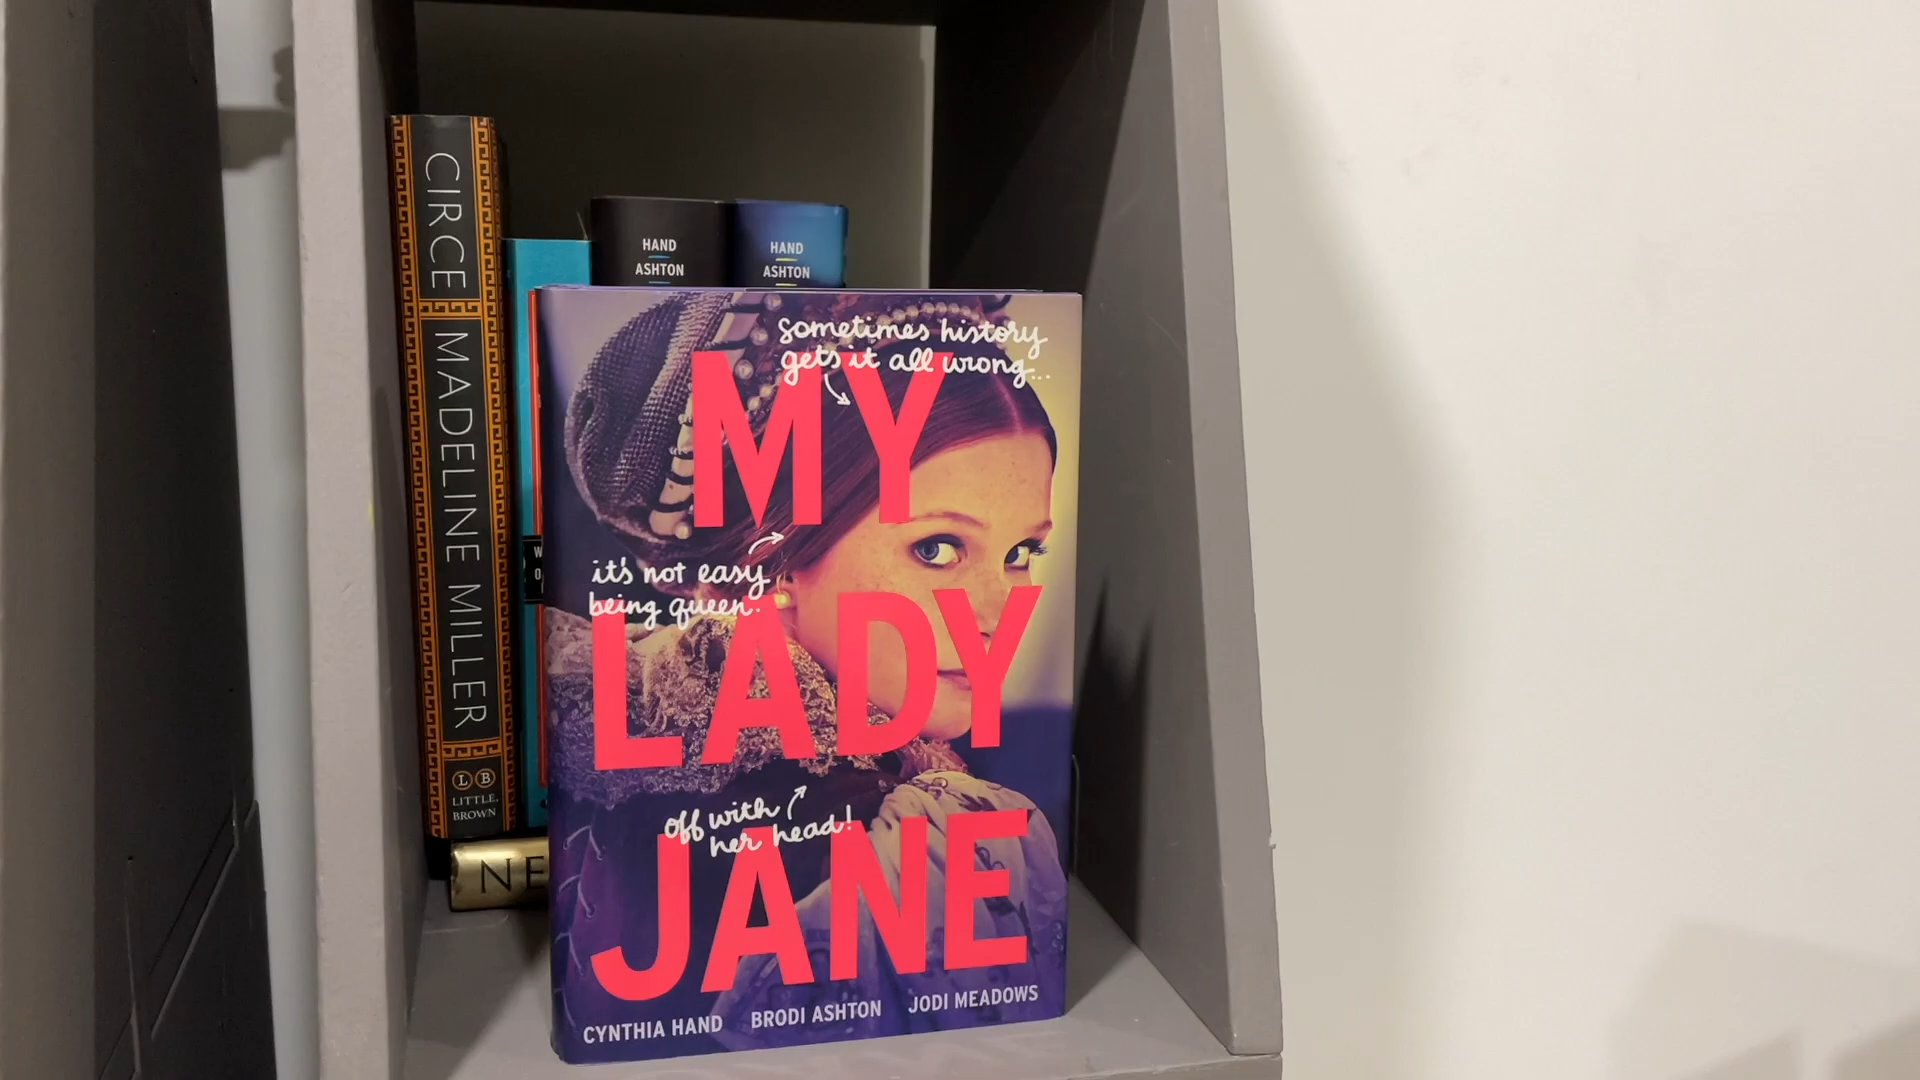 CIRCE MADELINE MILLER
L B
LITTLE,
BROWN
HAND
ASHTON
HAND
ASHTON
W
O
NE
sometimes history
gets it all wrong...
MY
it's not easy
being queen..
LADY
off with
her head!
JANE
CYNTHIA HAND BRODI ASHTON JODI MEADOWS